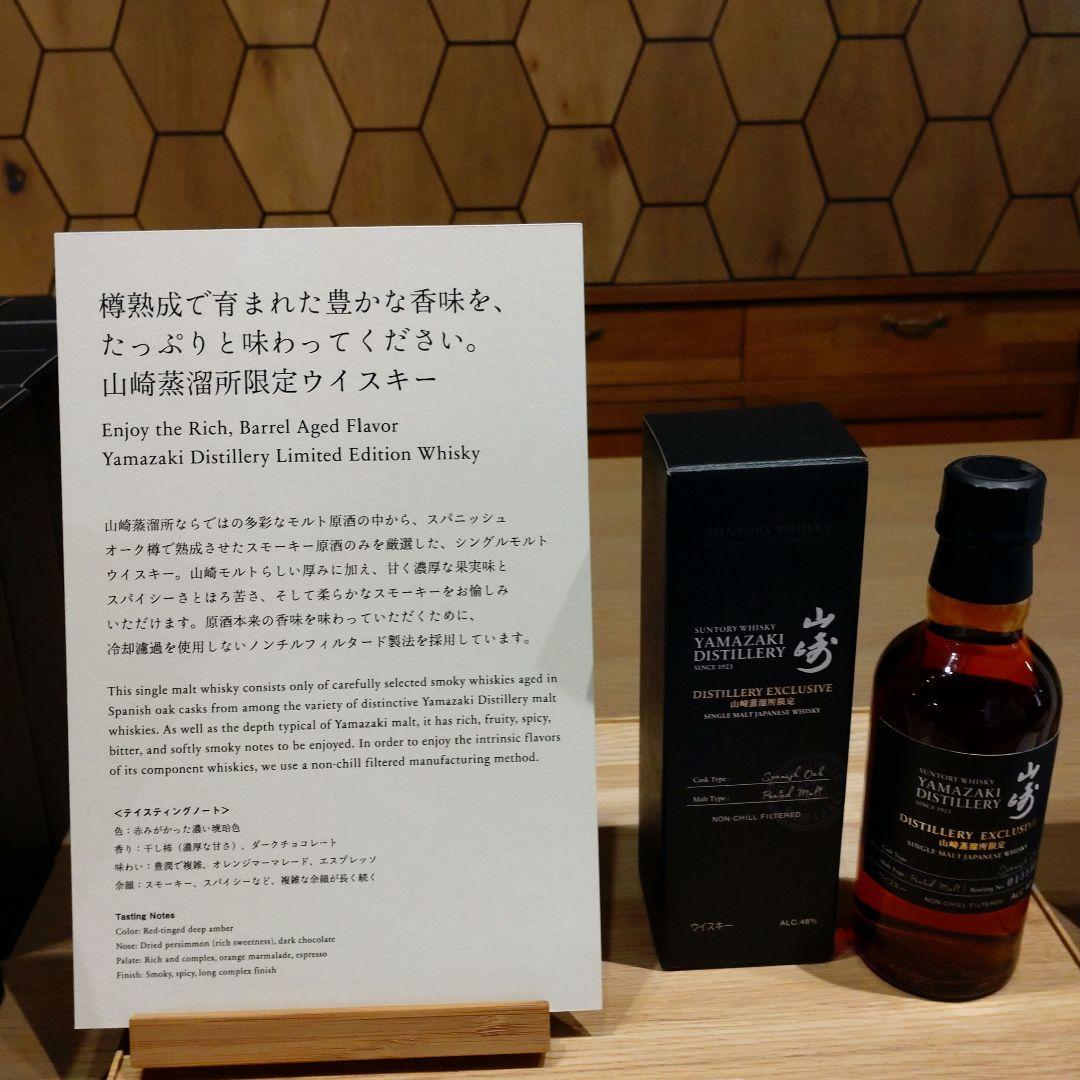 樽熟成で育まれた豊かな香味を、
たっぷりと味わってください。
山崎蒸溜所限定ウイスキー
Enjoy the Rich, Barrel Aged Flavor
Yamazaki Distillery Limited Edition Whisky
山崎蒸溜所ならではの多彩なモルト原酒の中から、スパニッシュ
オーク樽で熟成させたスモーキー原酒のみを厳選した、シングルモルト
ウイスキー。山崎モルトらしい厚みに加え、甘く濃厚な果実味と
スパイシーさとほろ苦さ、そして柔らかなスモーキーをお愉しみ
いただけます。原酒本来の香味を味わっていただくために、
冷却濾過を使用しないノンチルフィルタード製法を採用しています。
This single malt whisky consists only of carefully selected smoky whiskies aged in
Spanish oak casks from among the variety of distinctive Yamazaki Distillery malt
whiskies. As well as the depth typical of Yamazaki malt, it has rich, fruity, spicy,
bitter, and softly smoky notes to be enjoyed. In order to enjoy the intrinsic flavors
of its component whiskies, we use a non-chill filtered manufacturing method.
<テイスティングノート>
色：赤みがかった濃い琥珀色
香り：干し柿（濃厚な甘さ）、ダークチョコレート
味わい：豊潤で複雑、オレンジマーマレード、エスプレッソ
余韻：スモーキー、スパイシーなど、複雑な余韻が長く続く
Tasting Notes
Color: Red-tinged deep amber
Nose: Dried persimmon (rich sweetness), dark chocolate
Palate: Rich and complex, orange marmalade, espresso
Finish: Smoky, spicy, long complex finish
SUNTORY WHISKY
SUNTORY WHISKY
YAMAZAKI
DISTILLERY
SINCE 1923
山崎
DISTILLERY EXCLUSIVE
山崎蒸溜所限定
SINGLE MALT JAPANESE WHISKY
Cask Type : Spanish Oak
Malt Type : Peated Malt
NON-CHILL FILTERED
ウイスキー ALC.48%
SUNTORY WHISKY
YAMAZAKI
DISTILLERY
SINCE 1923
山崎
DISTILLERY EXCLUSIVE
山崎蒸溜所限定
SINGLE MALT JAPANESE WHISKY
Cask Type :
Malt Type : Peated Malt Bottling No.
ウイスキー
NON-CHILL FILTERED